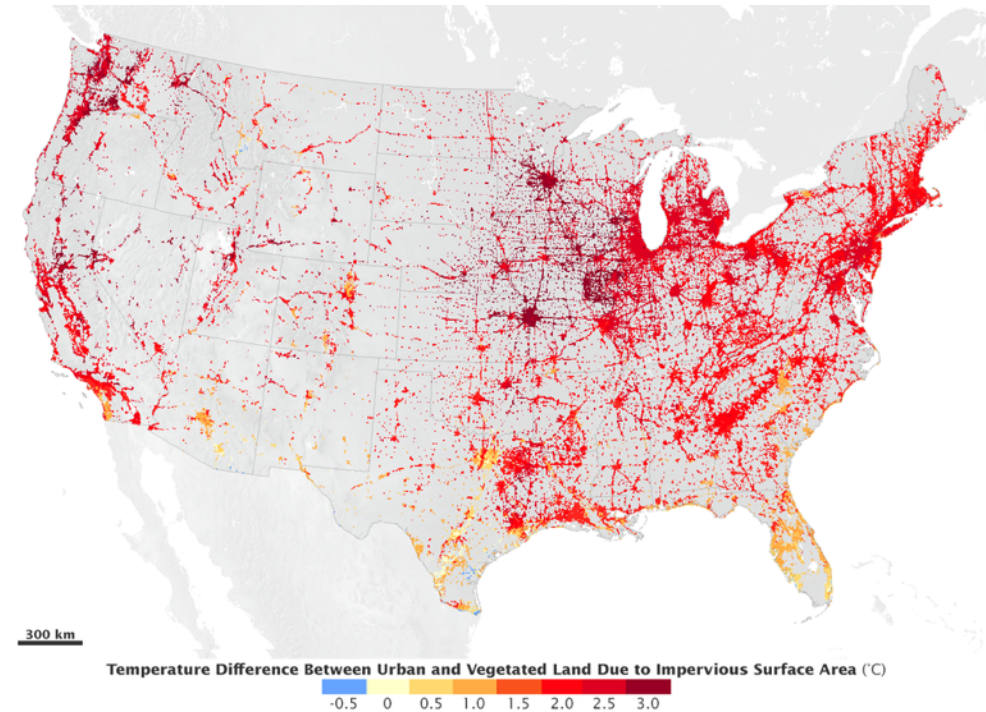 300 km
Temperature Difference Between Urban and Vegetated Land Due to Impervious Surface Area (˚C)
-0.5 0 0.5 1.0 1.5 2.0 2.5 3.0